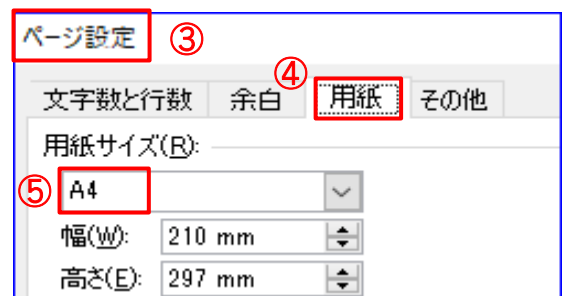 ページ設定 ③
④
文字数と行数 余白 用紙 その他
用紙サイズ(R):
⑤ A4
幅(W): 210 mm
高さ(E): 297 mm